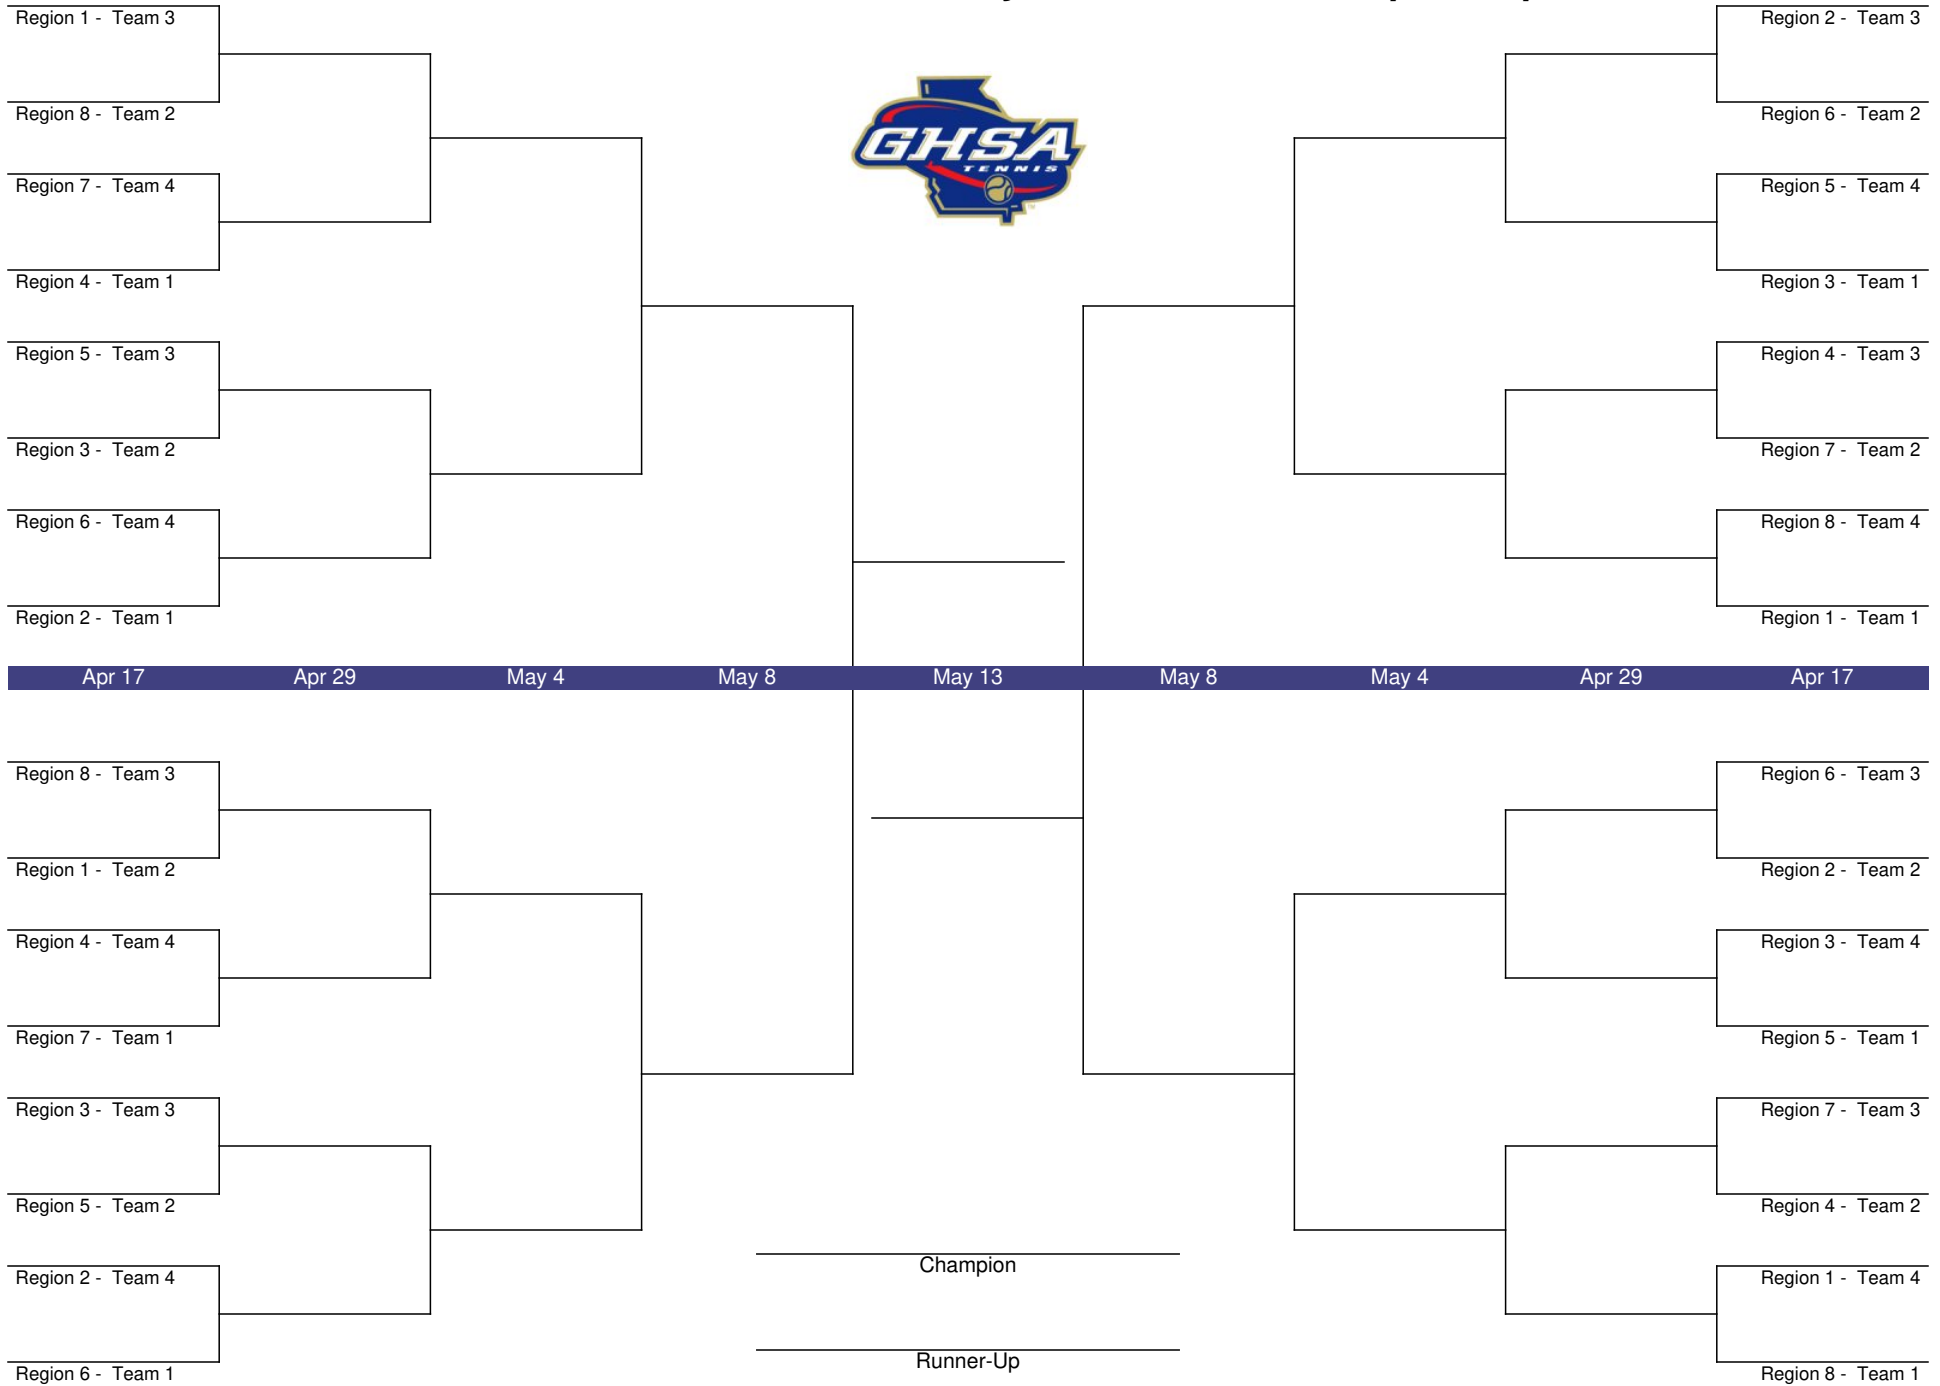 Region 1 - Team 3
Region 8 - Team 2
Region 7 - Team 4
Region 4 - Team 1
Region 5 - Team 3
Region 3 - Team 2
Region 6 - Team 4
Region 2 - Team 1
GHSA
TENNIS
Region 2 - Team 3
Region 6 - Team 2
Region 5 - Team 4
Region 3 - Team 1
Region 4 - Team 3
Region 7 - Team 2
Region 8 - Team 4
Region 1 - Team 1
Apr 17 Apr 29 May 4 May 8 May 13 May 8 May 4 Apr 29 Apr 17
Region 8 - Team 3
Region 1 - Team 2
Region 4 - Team 4
Region 7 - Team 1
Region 3 - Team 3
Region 5 - Team 2
Region 2 - Team 4
Region 6 - Team 1
Champion
Runner-Up
Region 6 - Team 3
Region 2 - Team 2
Region 3 - Team 4
Region 5 - Team 1
Region 7 - Team 3
Region 4 - Team 2
Region 1 - Team 4
Region 8 - Team 1